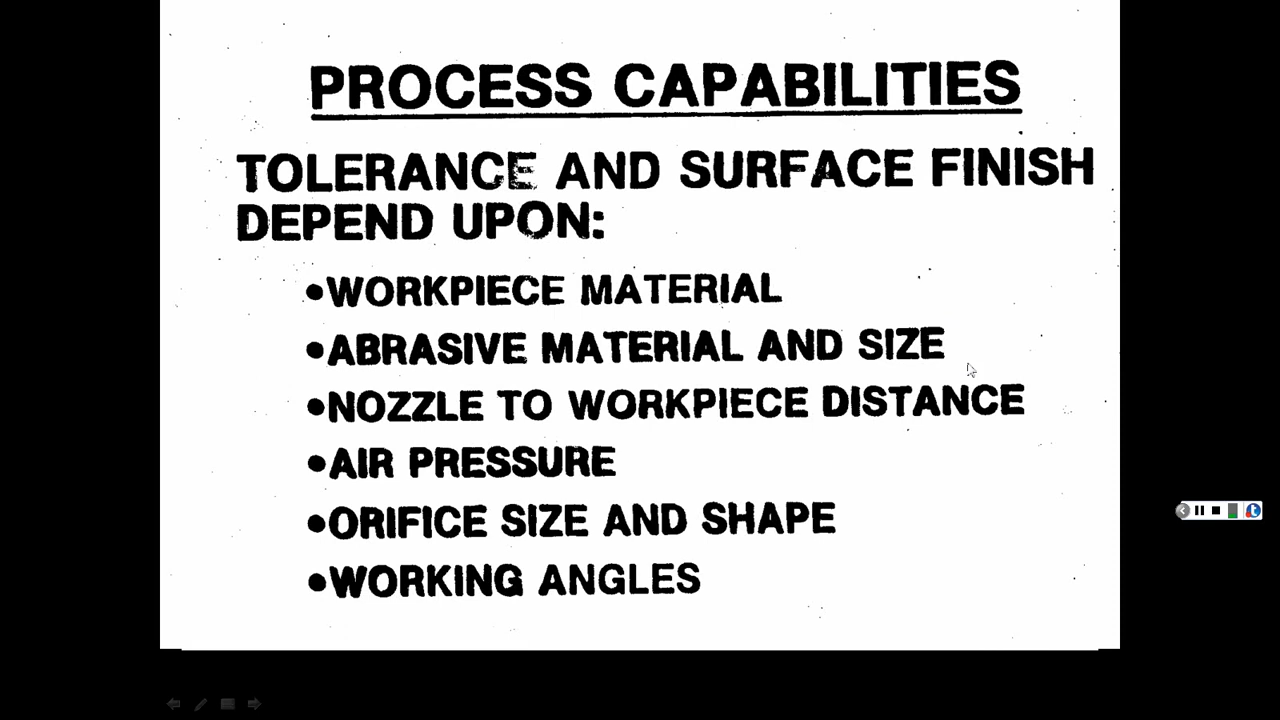 PROCESS CAPABILITIES
TOLERANCE AND SURFACE FINISH
DEPEND UPON:
•WORKPIECE MATERIAL
•ABRASIVE MATERIAL AND SIZE
•NOZZLE TO WORKPIECE DISTANCE
•AIR PRESSURE
•ORIFICE SIZE AND SHAPE
•WORKING ANGLES